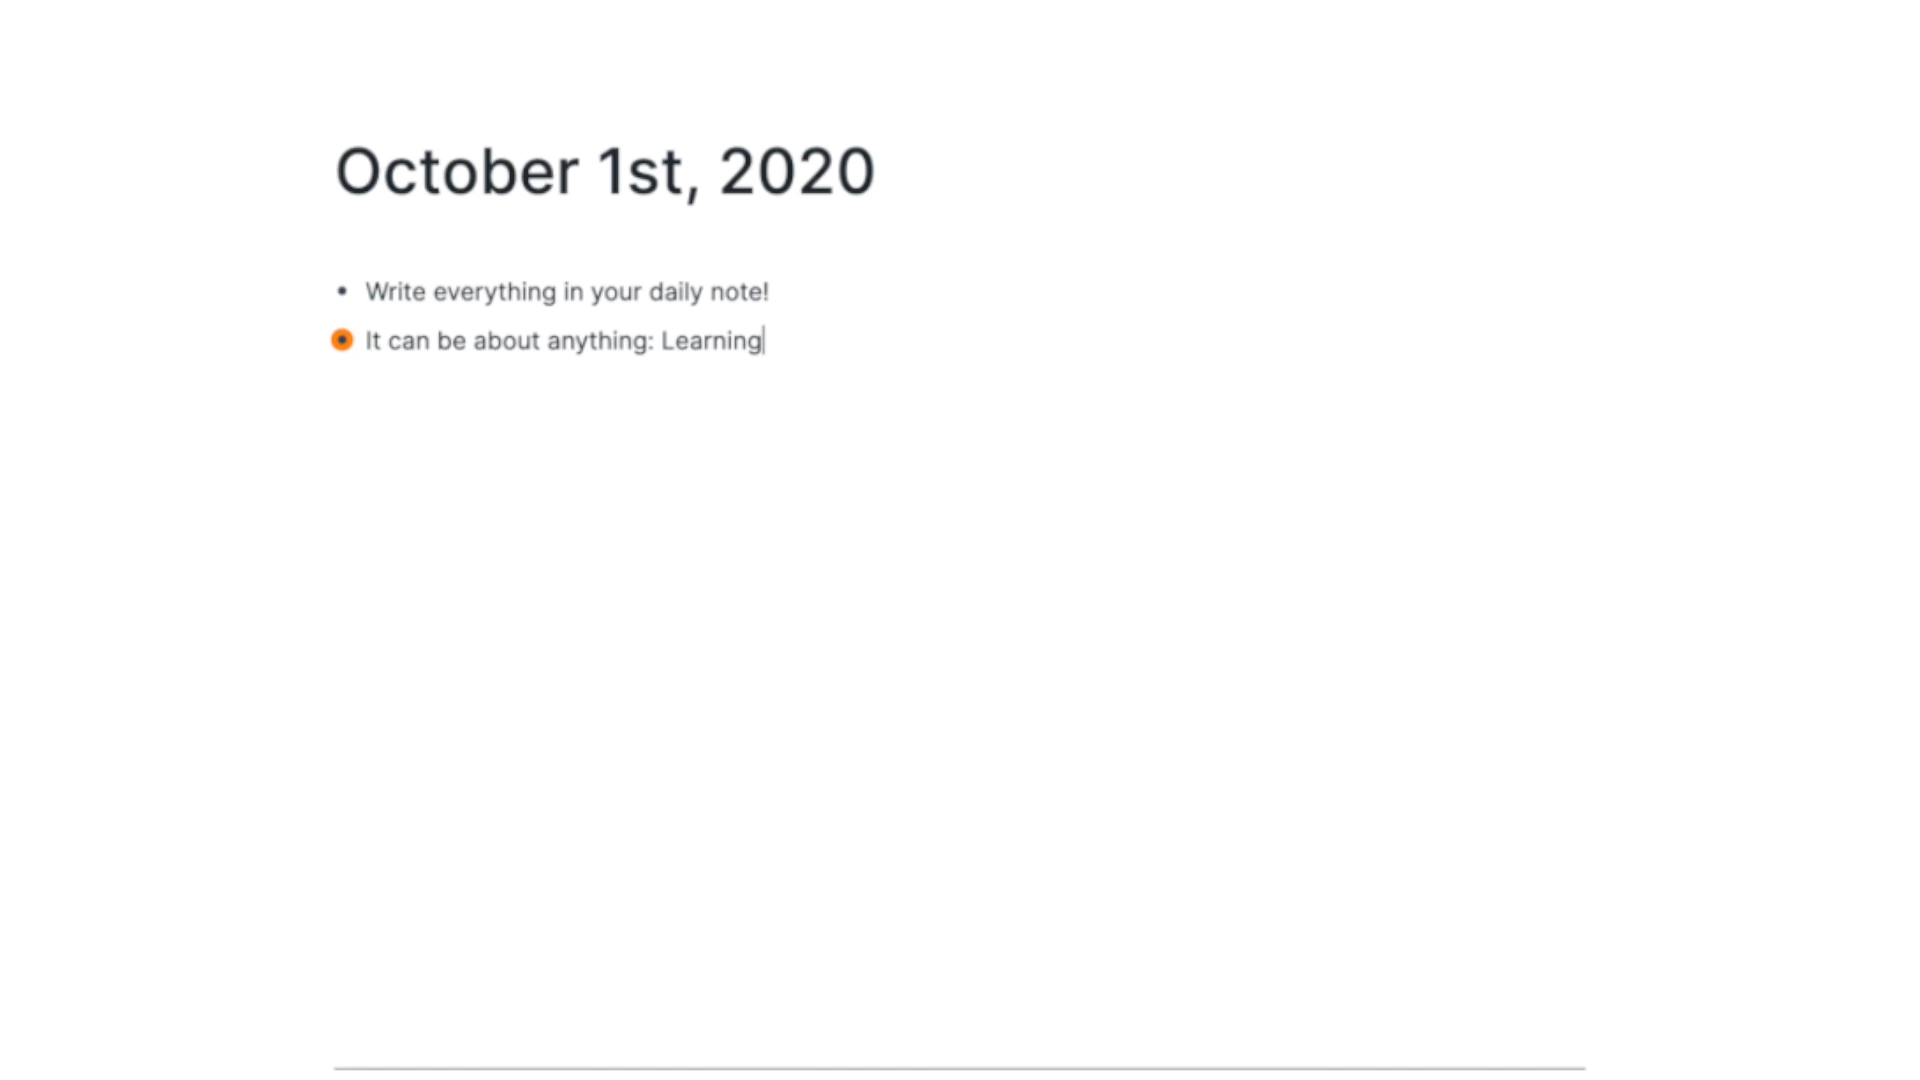 October 1st, 2020
• Write everything in your daily note!
It can be about anything: Learning